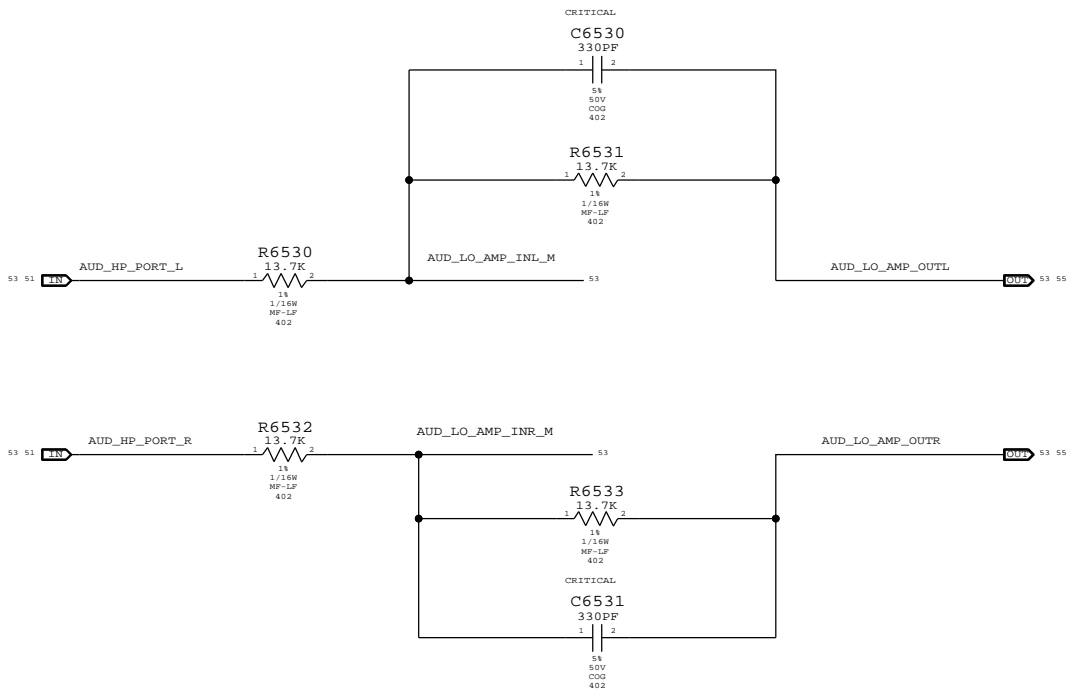 CRITICAL
C6530
330PF
1 2
5%
50V
COG
402
R6531
13.7K
1 2
1%
1/16W
MF-LF
402
R6530
13.7K
53 51 IN AUD_HP_PORT_L 1 2 AUD_LO_AMP_INL_M 53 AUD_LO_AMP_OUTL OUT 53 55
1%
1/16W
MF-LF
402
R6532
13.7K
53 51 IN AUD_HP_PORT_R 1 2 AUD_LO_AMP_INR_M 53 AUD_LO_AMP_OUTR OUT 53 55
1%
1/16W
MF-LF
402
R6533
13.7K
1 2
1%
1/16W
MF-LF
402
CRITICAL
C6531
330PF
1 2
5%
50V
COG
402